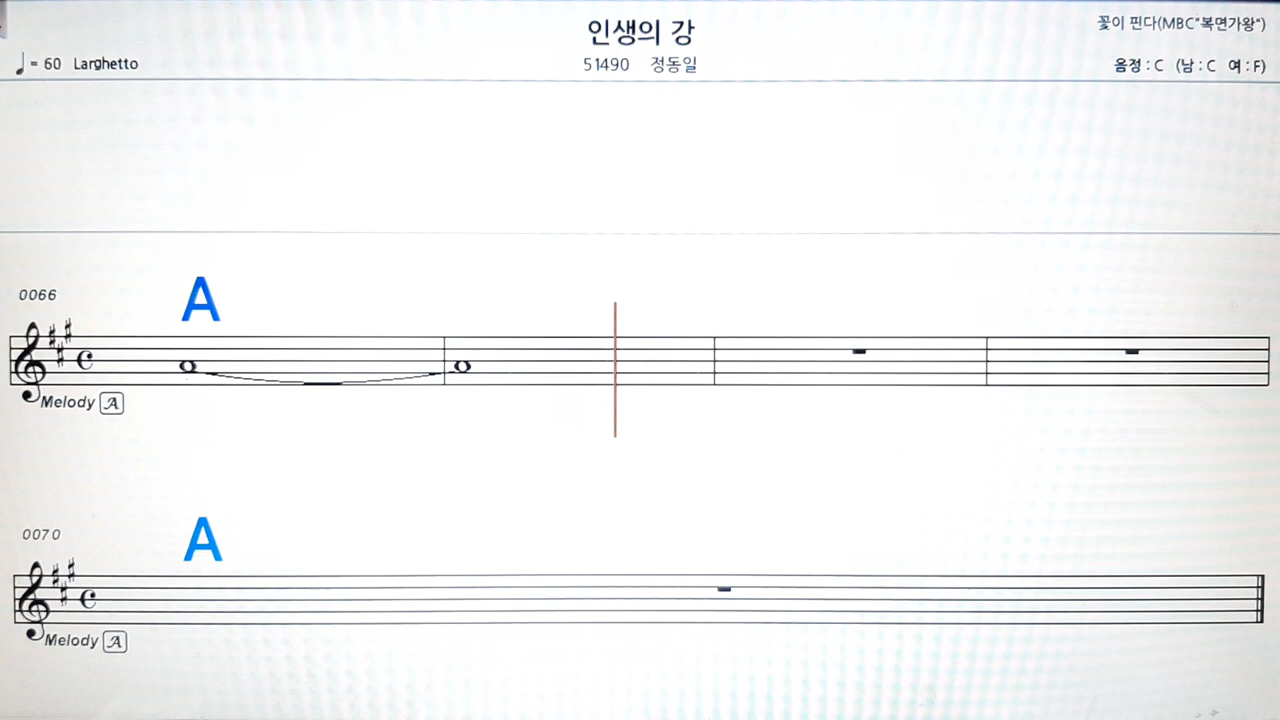 인생의 강
꽃이 핀다(MBC"복면가왕")
♩= 60 Larghetto
51490 정동일
음정 : C (남 : C 여 : F)
0066
A
Melody A
0070
A
Melody A